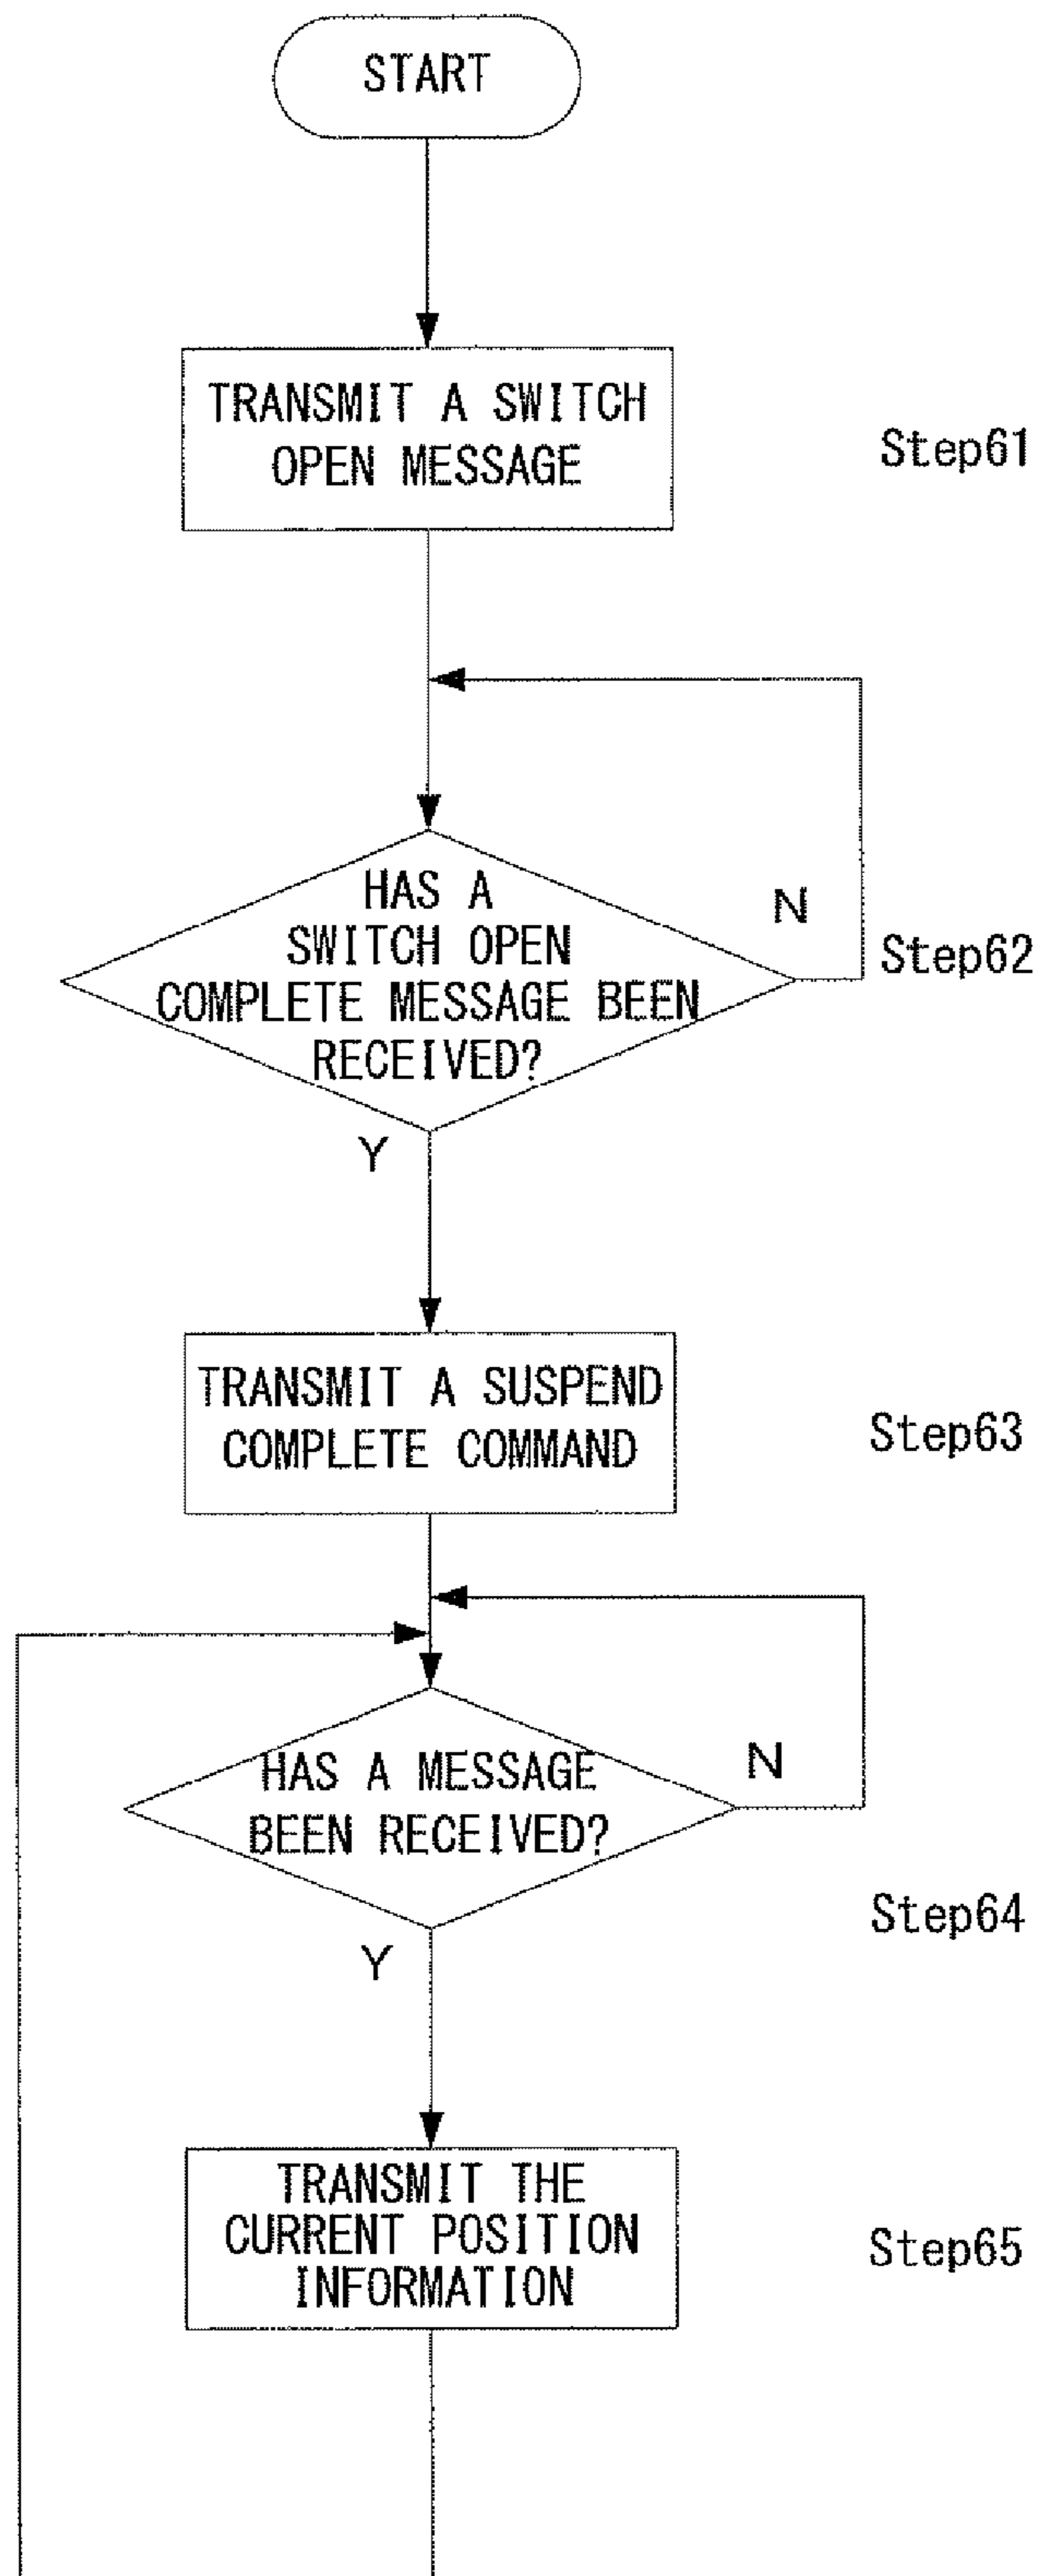 START
TRANSMIT A SWITCH
OPEN MESSAGE
Step61
HAS A
SWITCH OPEN
COMPLETE MESSAGE BEEN
RECEIVED?
N
Step62
Y
TRANSMIT A SUSPEND
COMPLETE COMMAND
Step63
HAS A MESSAGE
BEEN RECEIVED?
N
Step64
Y
TRANSMIT THE
CURRENT POSITION
INFORMATION
Step65